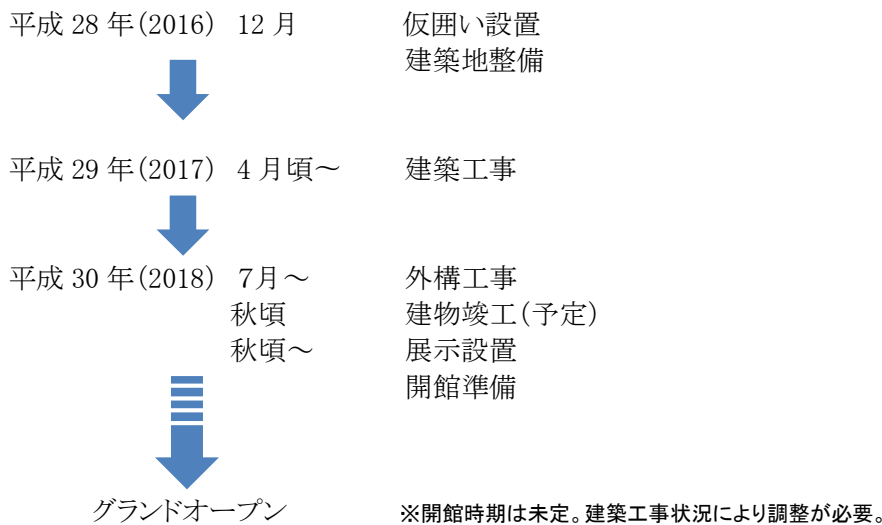 平成 28 年(2016) 12 月 仮囲い設置
建築地整備
平成 29 年(2017) 4 月頃～ 建築工事
平成 30 年(2018) 7月～ 外構工事
秋頃 建物竣工(予定)
秋頃～ 展示設置
開館準備
グランドオープン ※開館時期は未定。建築工事状況により調整が必要。